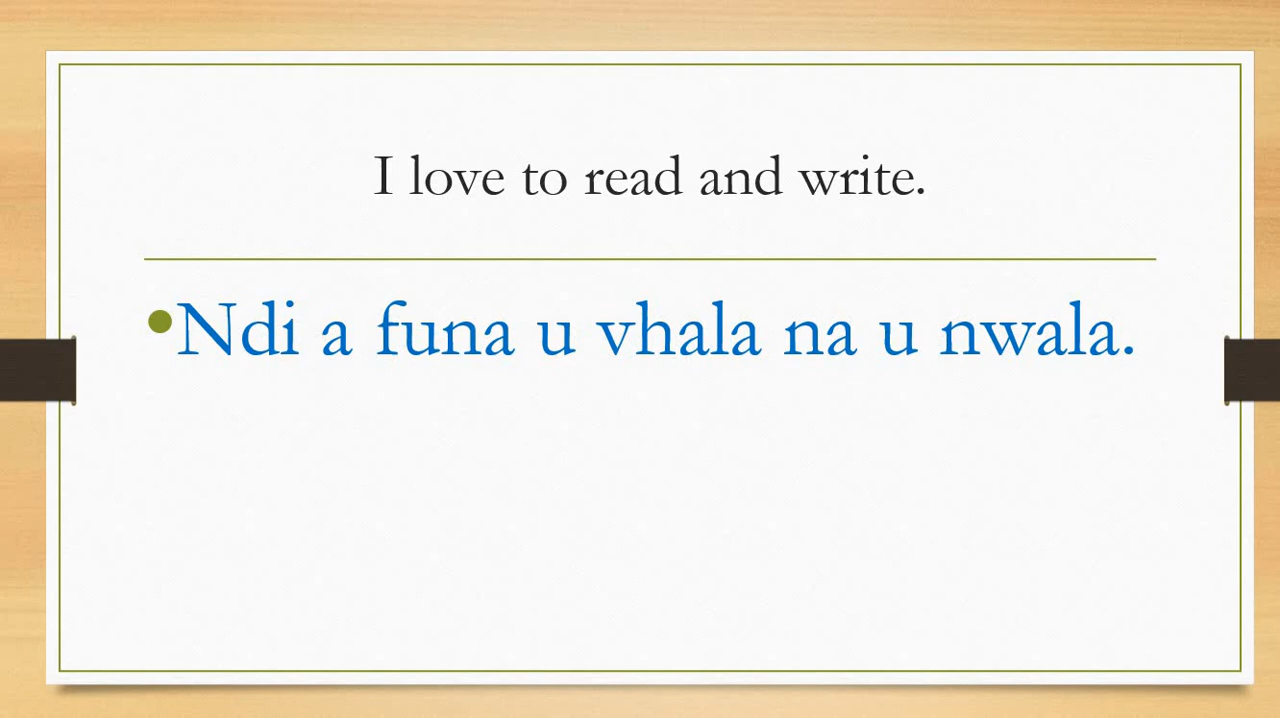 I love to read and write.
•Ndi a funa u vhala na u nwala.